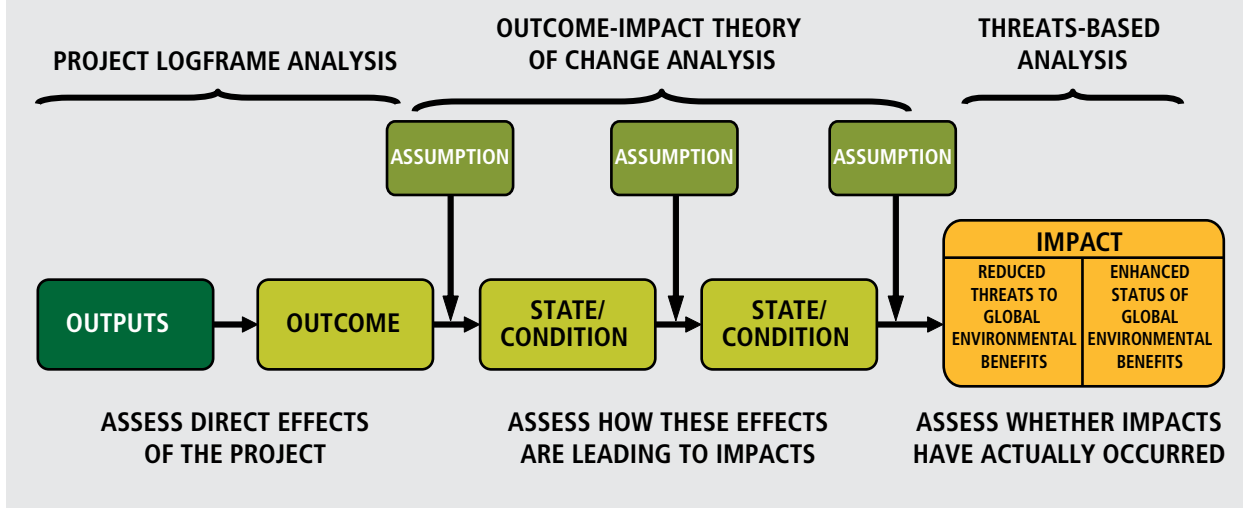 PROJECT LOGFRAME ANALYSIS
OUTCOME-IMPACT THEORY
OF CHANGE ANALYSIS
THREATS-BASED
ANALYSIS
ASSUMPTION
ASSUMPTION
ASSUMPTION
OUTPUTS
OUTCOME
STATE/
CONDITION
STATE/
CONDITION
IMPACT
REDUCED
THREATS TO
GLOBAL
ENVIRONMENTAL
BENEFITS
ENHANCED
STATUS OF
GLOBAL
ENVIRONMENTAL
BENEFITS
ASSESS DIRECT EFFECTS
OF THE PROJECT
ASSESS HOW THESE EFFECTS
ARE LEADING TO IMPACTS
ASSESS WHETHER IMPACTS
HAVE ACTUALLY OCCURRED